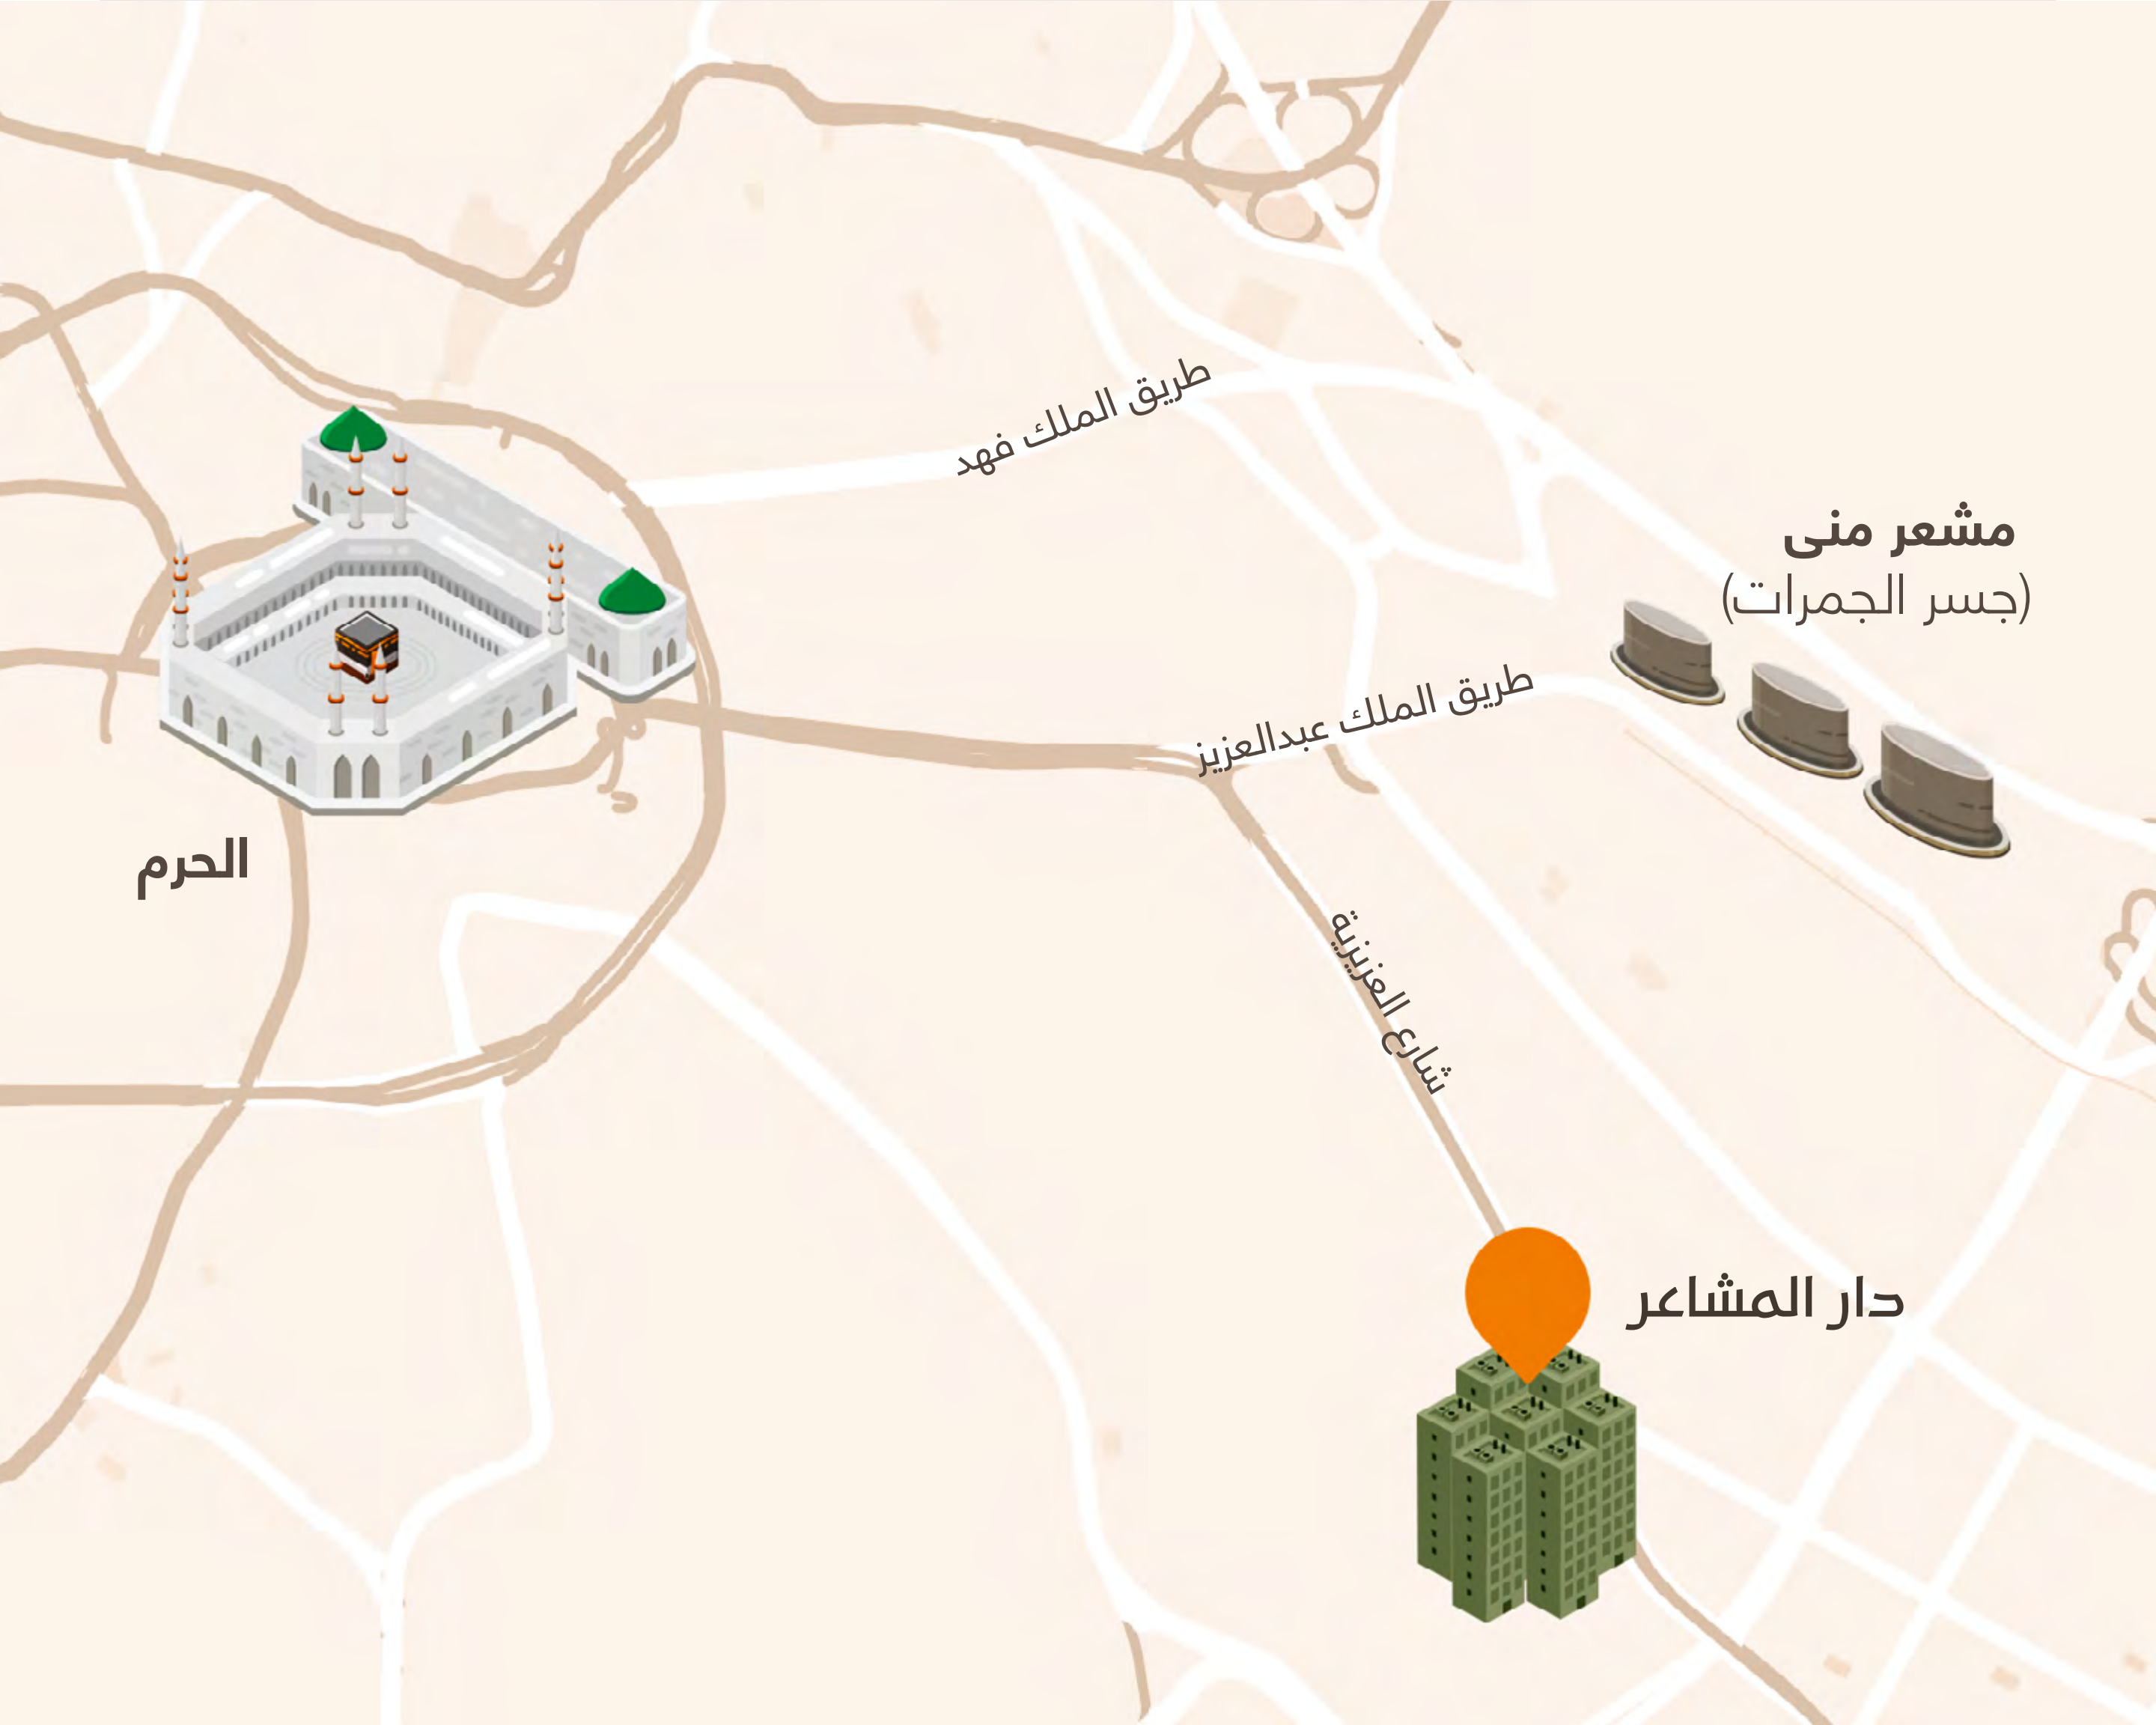 طريق الملك فهد
مشعر منى
(جسر الجمرات)
طريق الملك عبدالعزيز
الحرم
شارع العزيزية
دار المشاعر